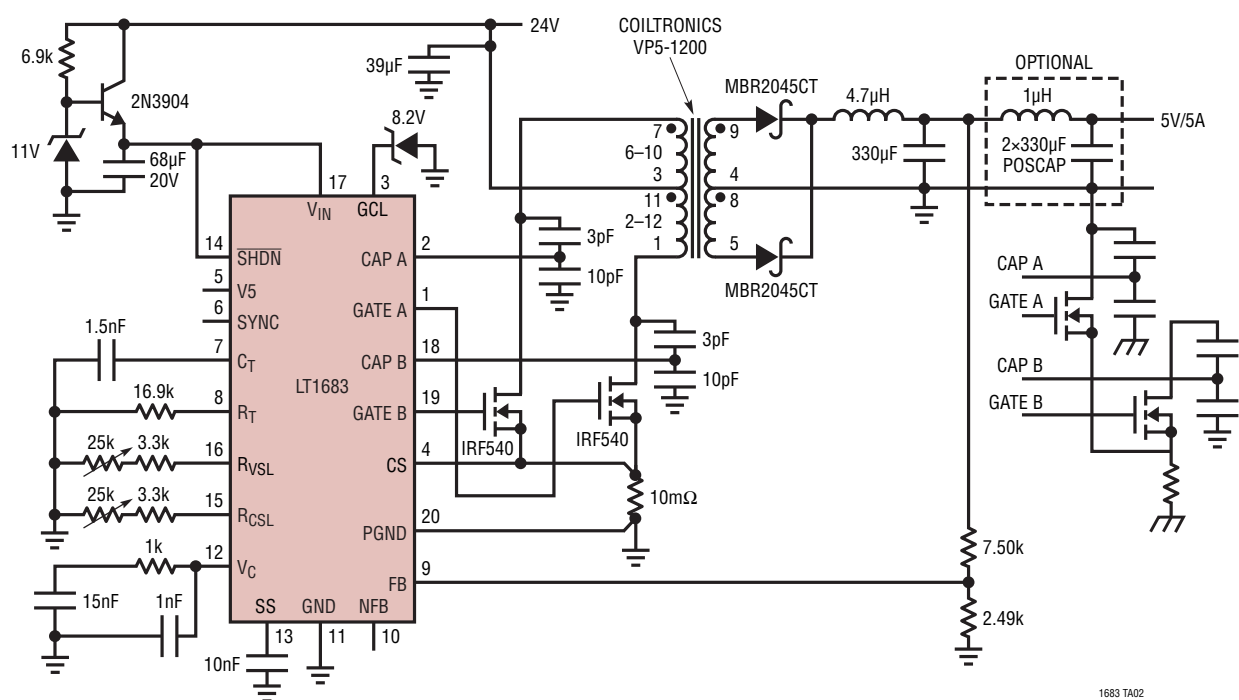 24V
COILTRONICS
VP5-1200
6.9k
39µF
MBR2045CT
OPTIONAL
4.7µH
1µH
2N3904
8.2V
5V/5A
11V
68µF
20V
7
9
6–10
330µF
2×330µF
POSCAP
17
3
3
4
11
8
2–12
VIN
GCL
1
5
14
SHDN
2
CAP A
3pF
10pF
MBR2045CT
5
V5
1
GATE A
CAP A
GATE A
6
SYNC
1.5nF
7
CT
18
CAP B
3pF
10pF
CAP B
GATE B
LT1683
16.9k
8
RT
19
GATE B
IRF540
IRF540
25k
3.3k
16
RVSL
4
CS
25k
3.3k
15
RCSL
10mΩ
20
PGND
1k
12
VC
9
FB
7.50k
15nF
1nF
SS
GND
NFB
2.49k
13
11
10
10nF
1683 TA02